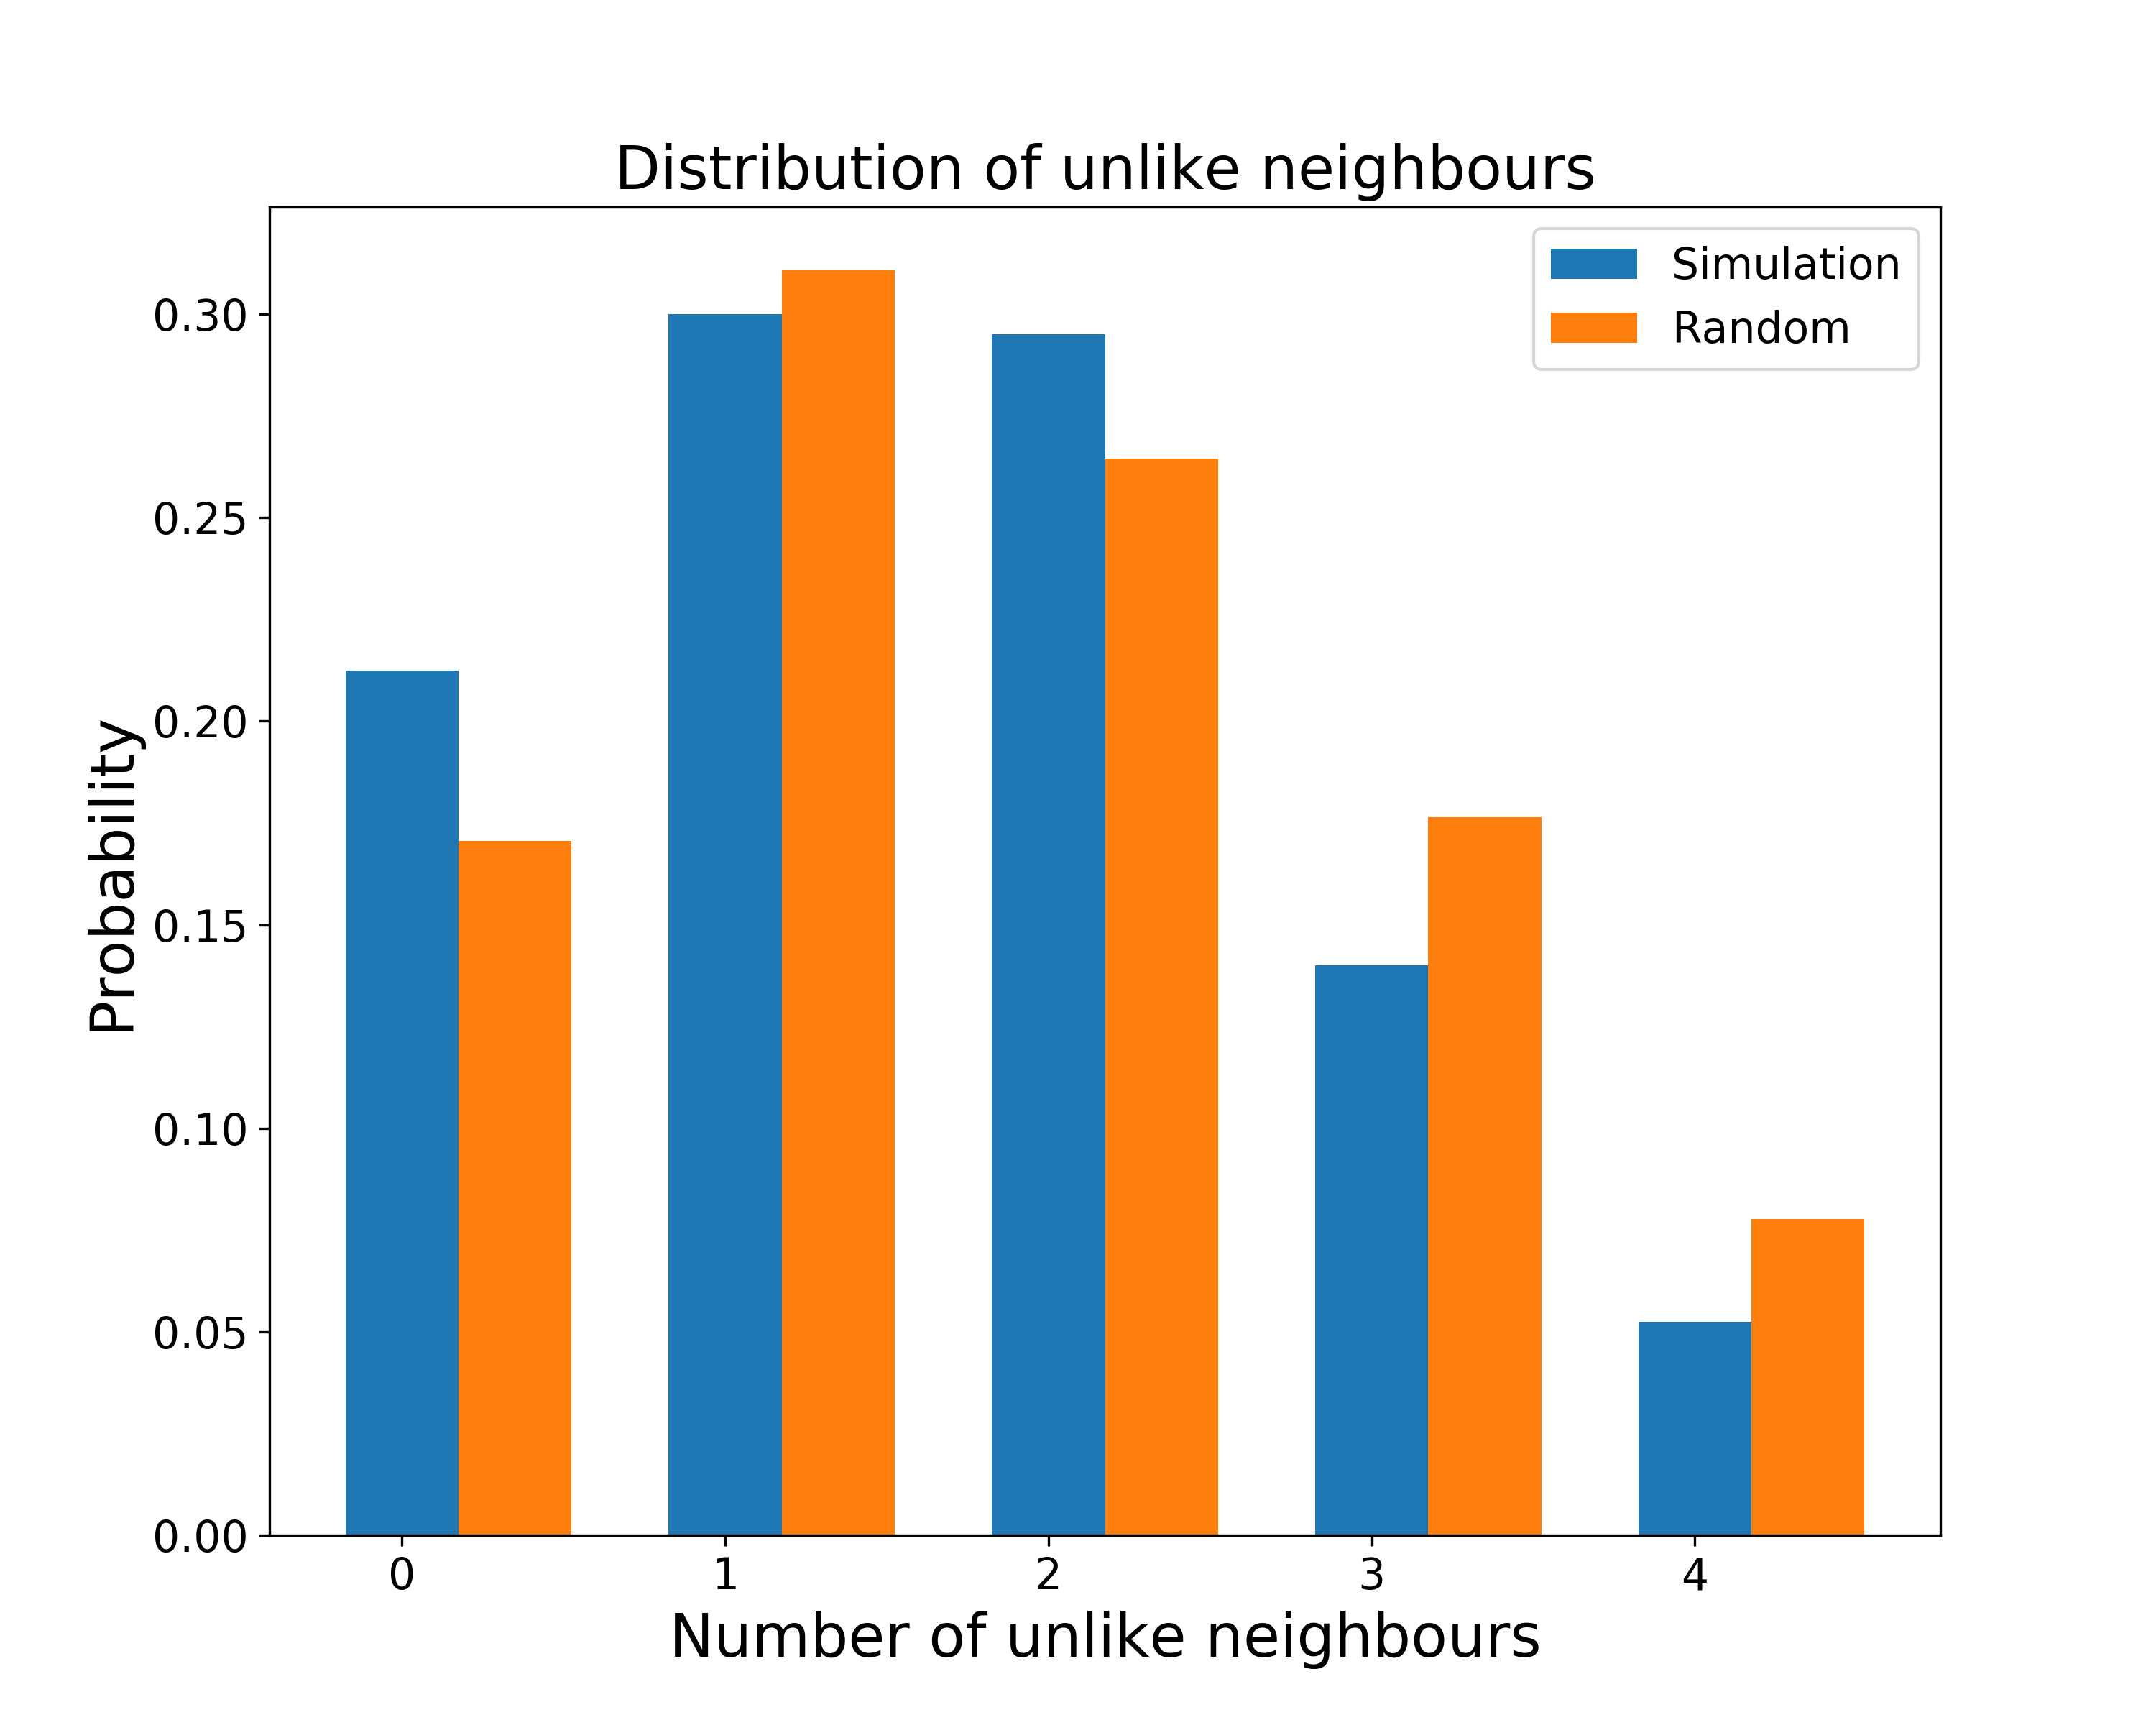 Distribution of unlike neighbours
Simulation
Random
Probability
0.30
0.25
0.20
0.15
0.10
0.05
0.00
0 1 2 3 4
Number of unlike neighbours